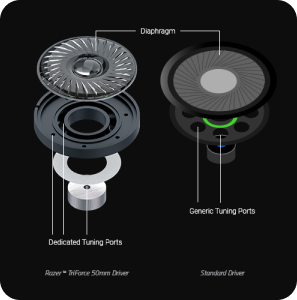 Diaphragm
Generic Tuning Ports
Dedicated Tuning Ports
Razer™ TriForce 50mm Driver
Standard Driver